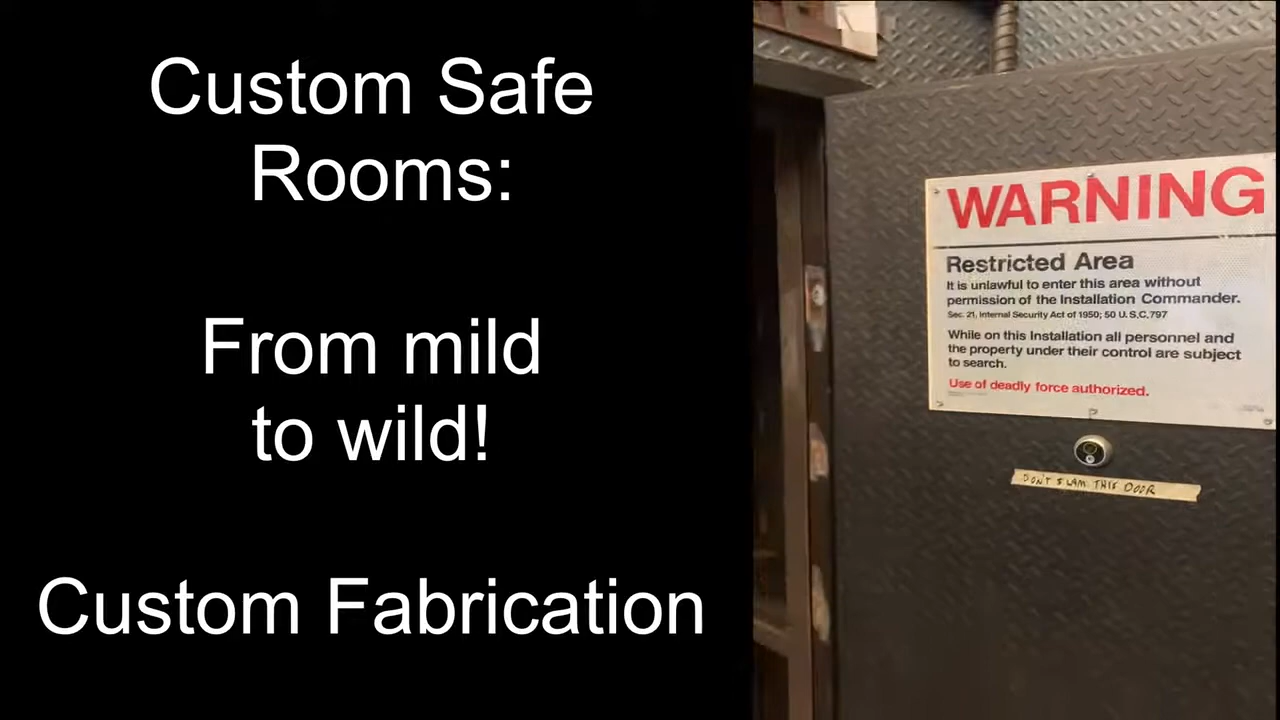 Custom Safe
Rooms:
From mild
to wild!
Custom Fabrication
WARNING
Restricted Area
It is unlawful to enter this area without
permission of the Installation Commander.
Sec. 21, Internal Security Act of 1950; 50 U.S.C. 797
While on this Installation all personnel and
the property under their control are subject
to search.
Use of deadly force authorized.
DON'T SLAM THIS DOOR